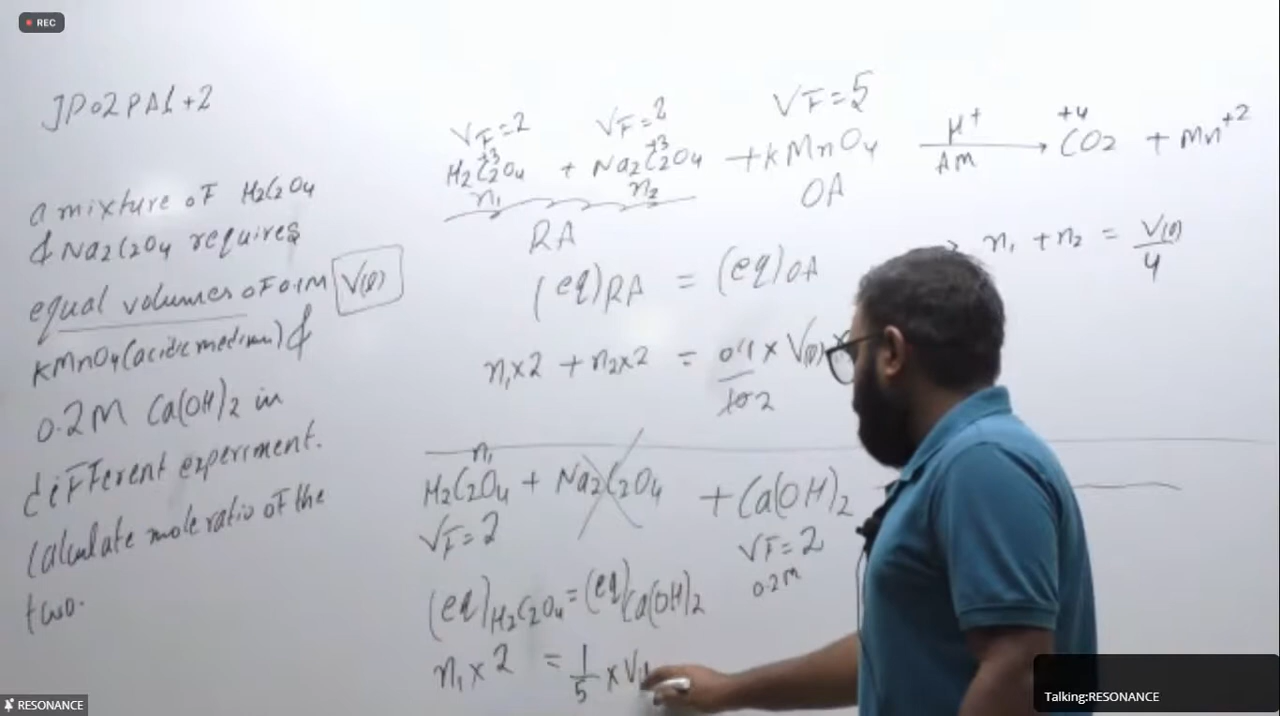 REC
JP02PA1+2
a mixture of H2C2O4
& Na2C2O4 requires
equal volumes of 0.1M V(l)
KMnO4(acidic medium) &
0.2M Ca(OH)2 in
different experiment.
Calculate mole ratio of the
two.
VF=2 VF=2 VF=5
+3 +3 H+ +4
H2C2O4 + Na2C2O4 + KMnO4 → CO2 + Mn+2
n1 n2 OA AM
RA
(eq)RA = (eq)OA
n1 + n2 = V(l)/4
n1x2 + n2x2 = 0.1 x V(l) x
10 2
n1
H2C2O4 + Na2C2O4 + Ca(OH)2
VF=2 VF=2
0.2M
(eq)H2C2O4 = (eq)Ca(OH)2
n1 x 2 = 1/5 x V
Talking:RESONANCE
RESONANCE